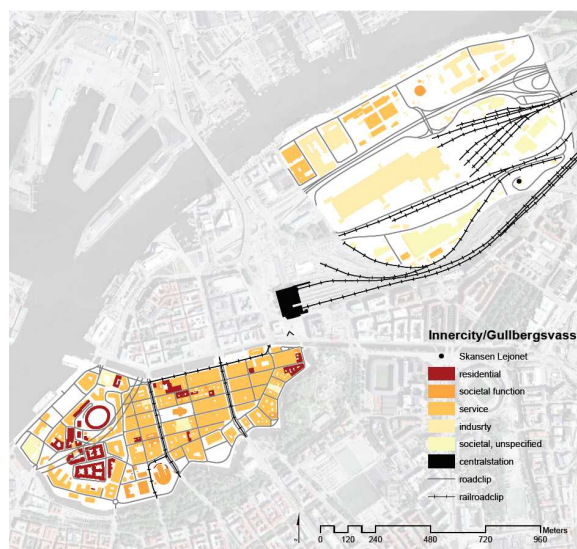 Innercity/Gullbergsvass
Skansen Lejonet
residential
societal function
service
indusrty
societal, unspecified
centralstation
roadclip
railroadclip
Meters
0 120 240 480 720 960